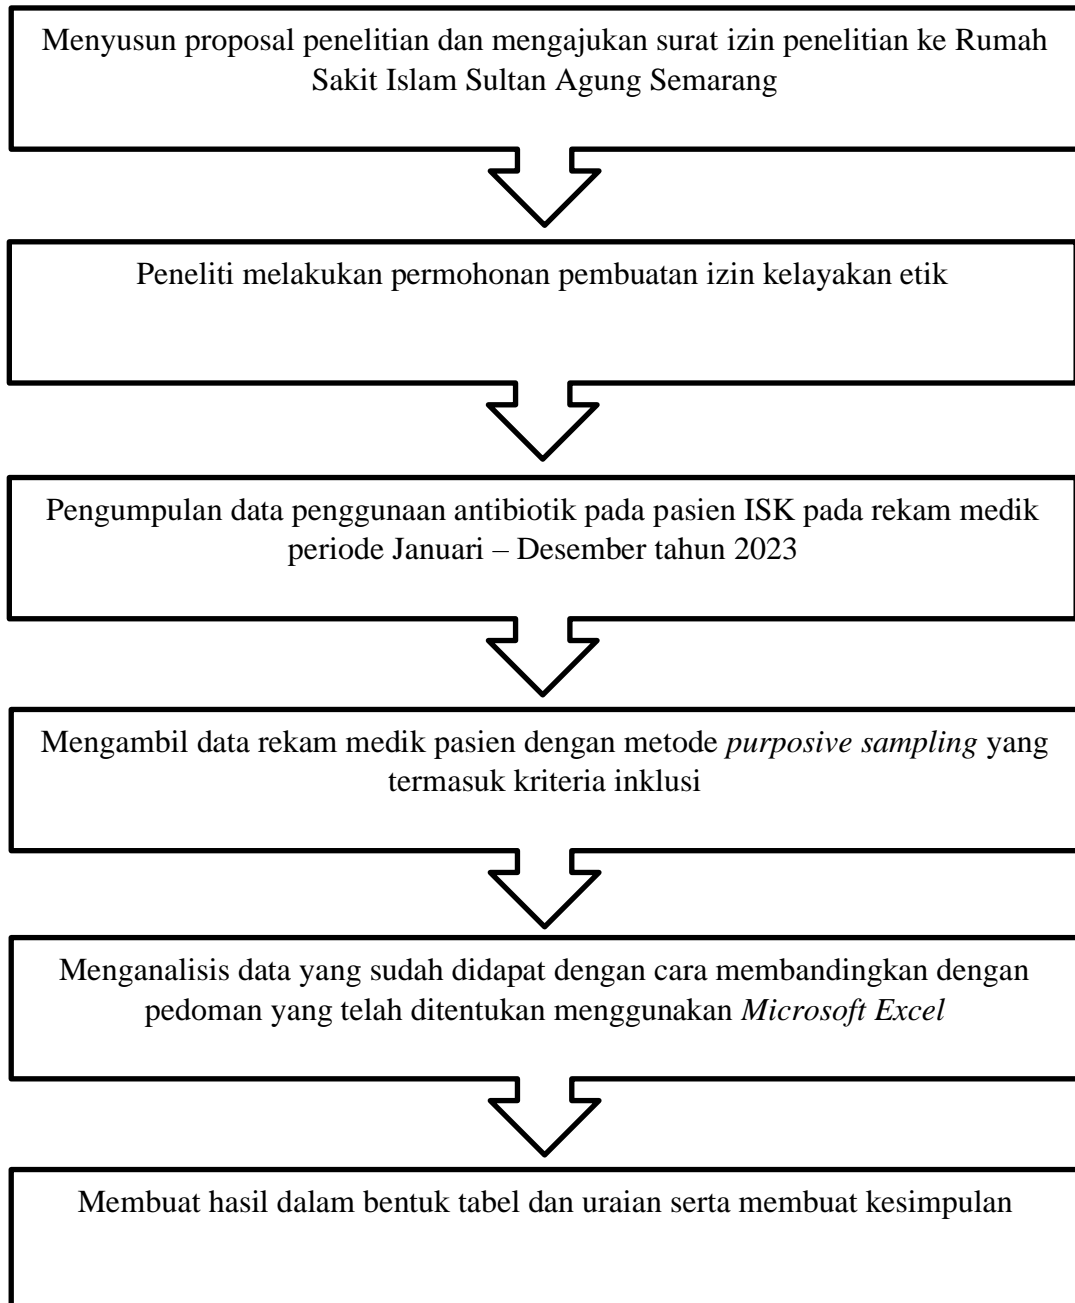 Menyusun proposal penelitian dan mengajukan surat izin penelitian ke Rumah
Sakit Islam Sultan Agung Semarang
Peneliti melakukan permohonan pembuatan izin kelayakan etik
Pengumpulan data penggunaan antibiotik pada pasien ISK pada rekam medik
periode Januari – Desember tahun 2023
Mengambil data rekam medik pasien dengan metode purposive sampling yang
termasuk kriteria inklusi
Menganalisis data yang sudah didapat dengan cara membandingkan dengan
pedoman yang telah ditentukan menggunakan Microsoft Excel
Membuat hasil dalam bentuk tabel dan uraian serta membuat kesimpulan